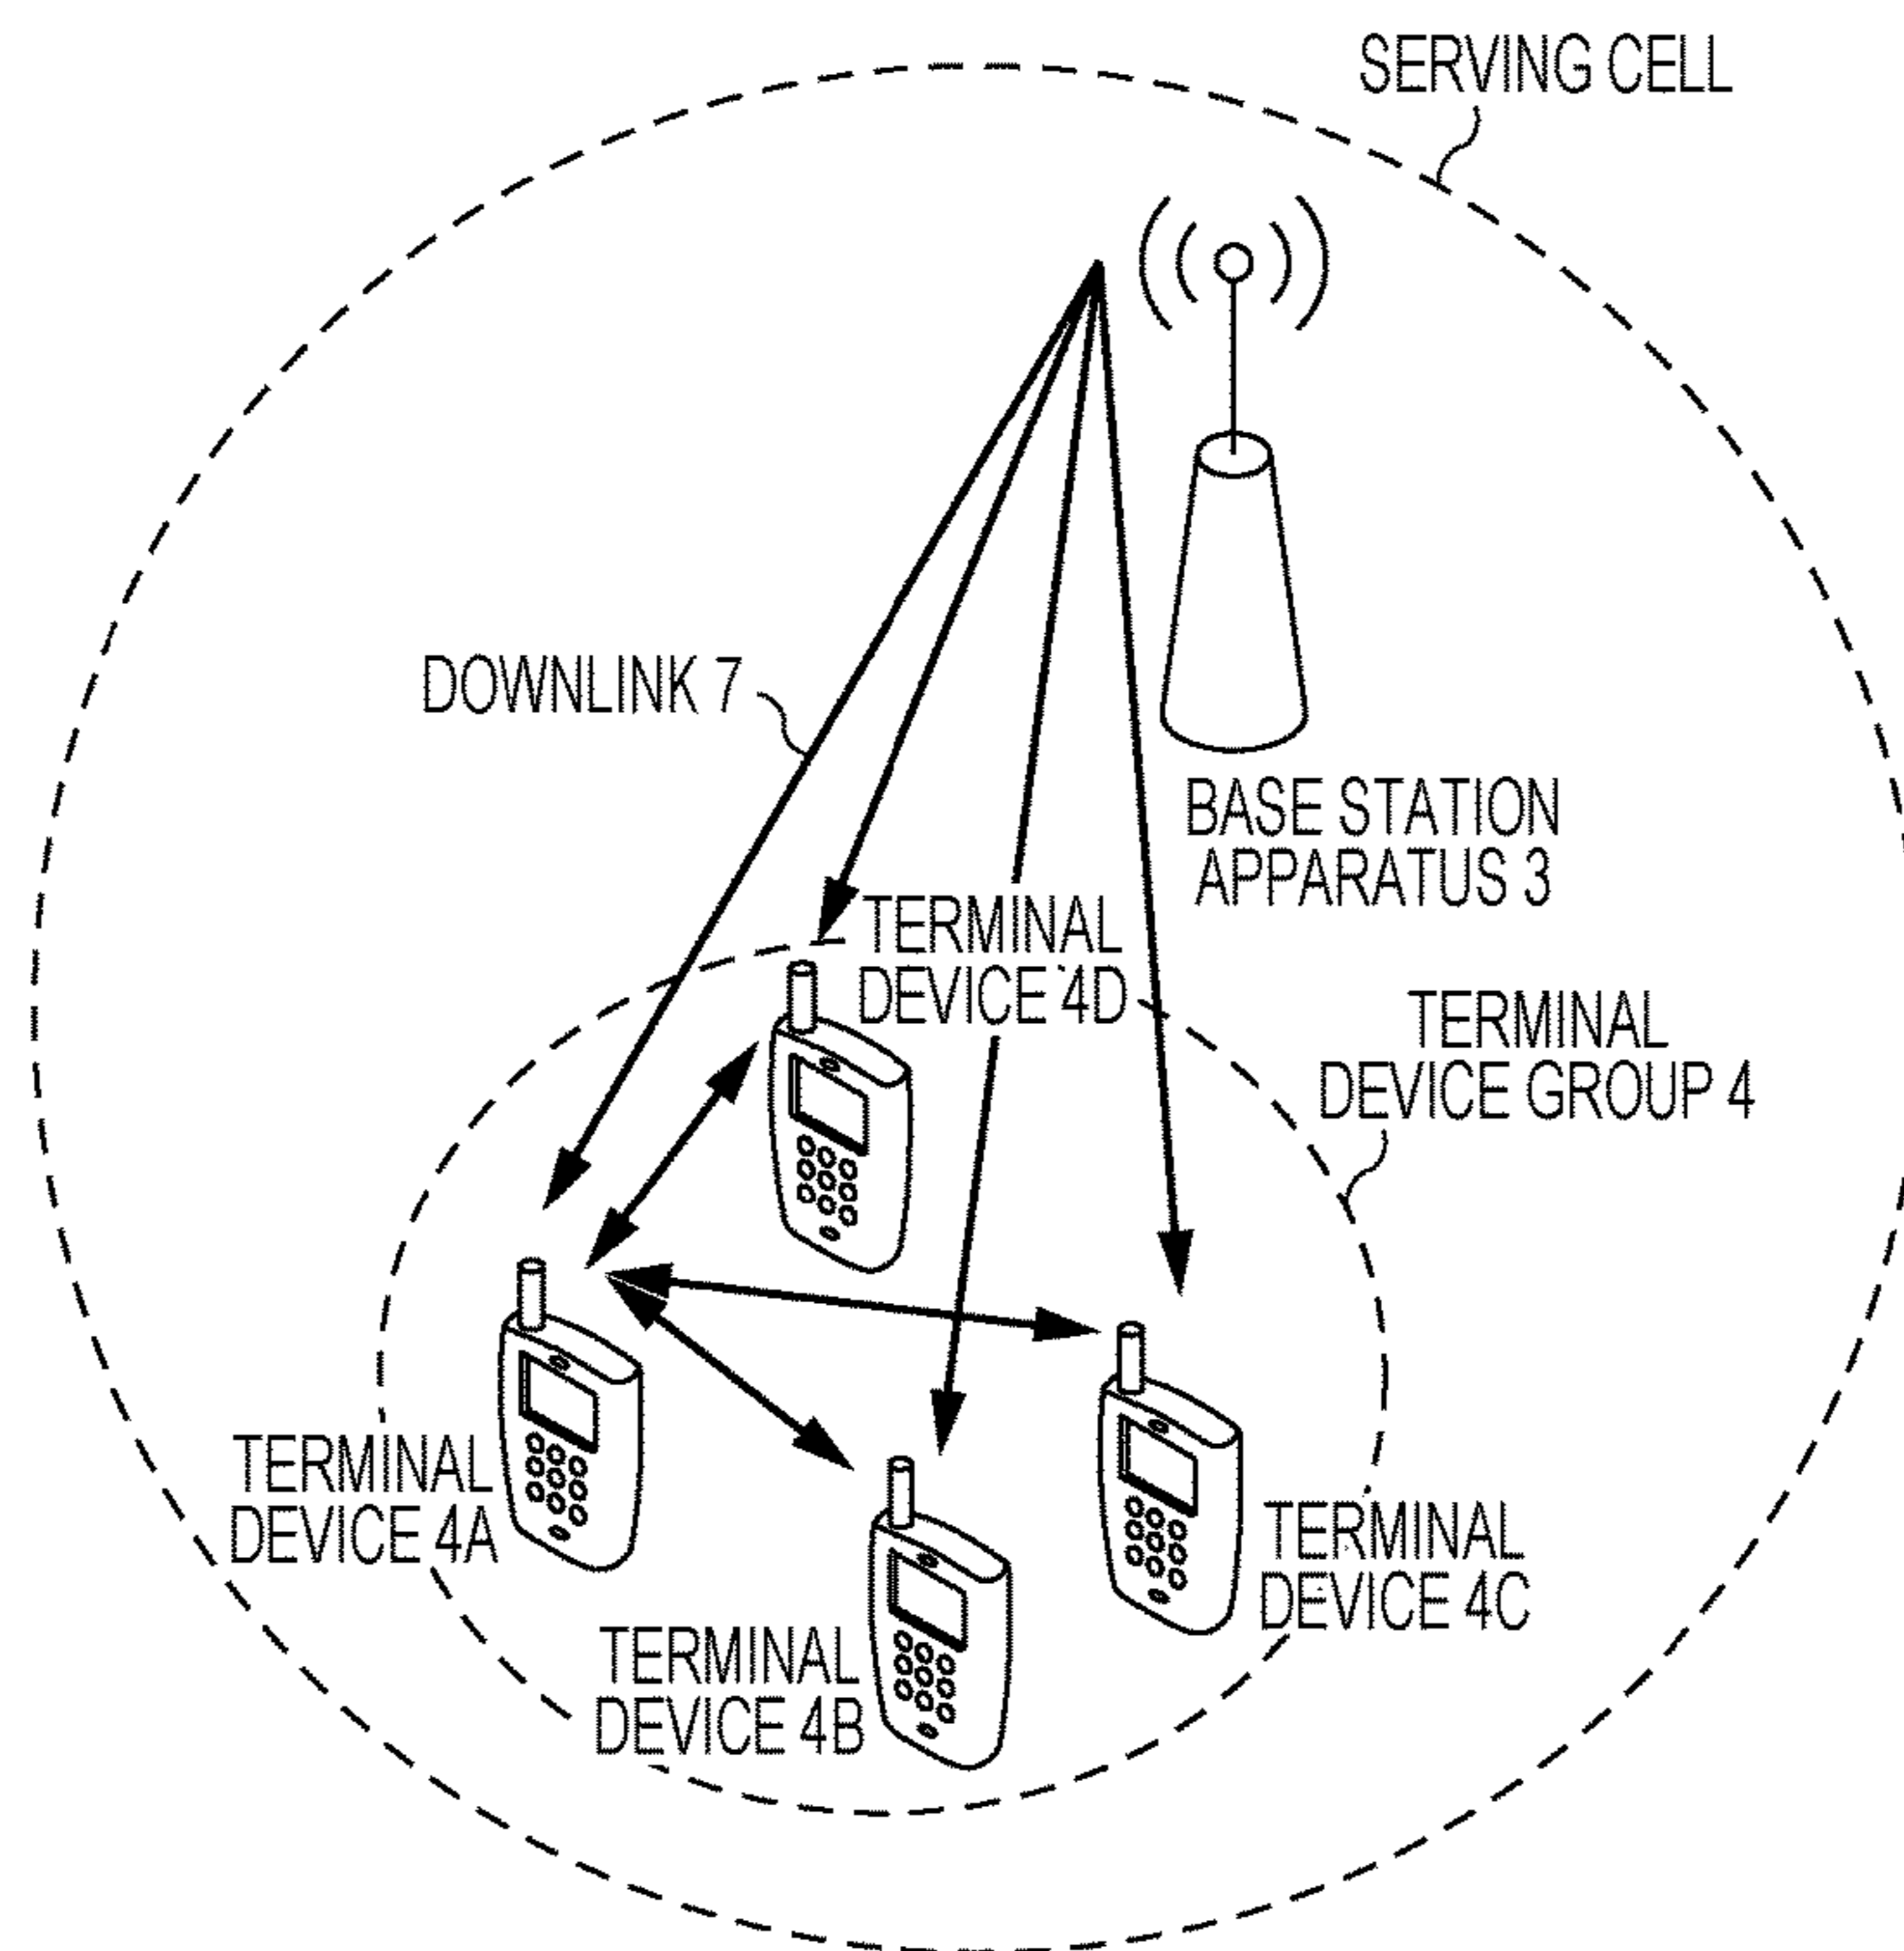 SERVING CELL
DOWNLINK 7
BASE STATION
APPARATUS 3
TERMINAL
DEVICE 4D
TERMINAL
DEVICE GROUP 4
TERMINAL
DEVICE 4A
TERMINAL
DEVICE 4C
TERMINAL
DEVICE 4B